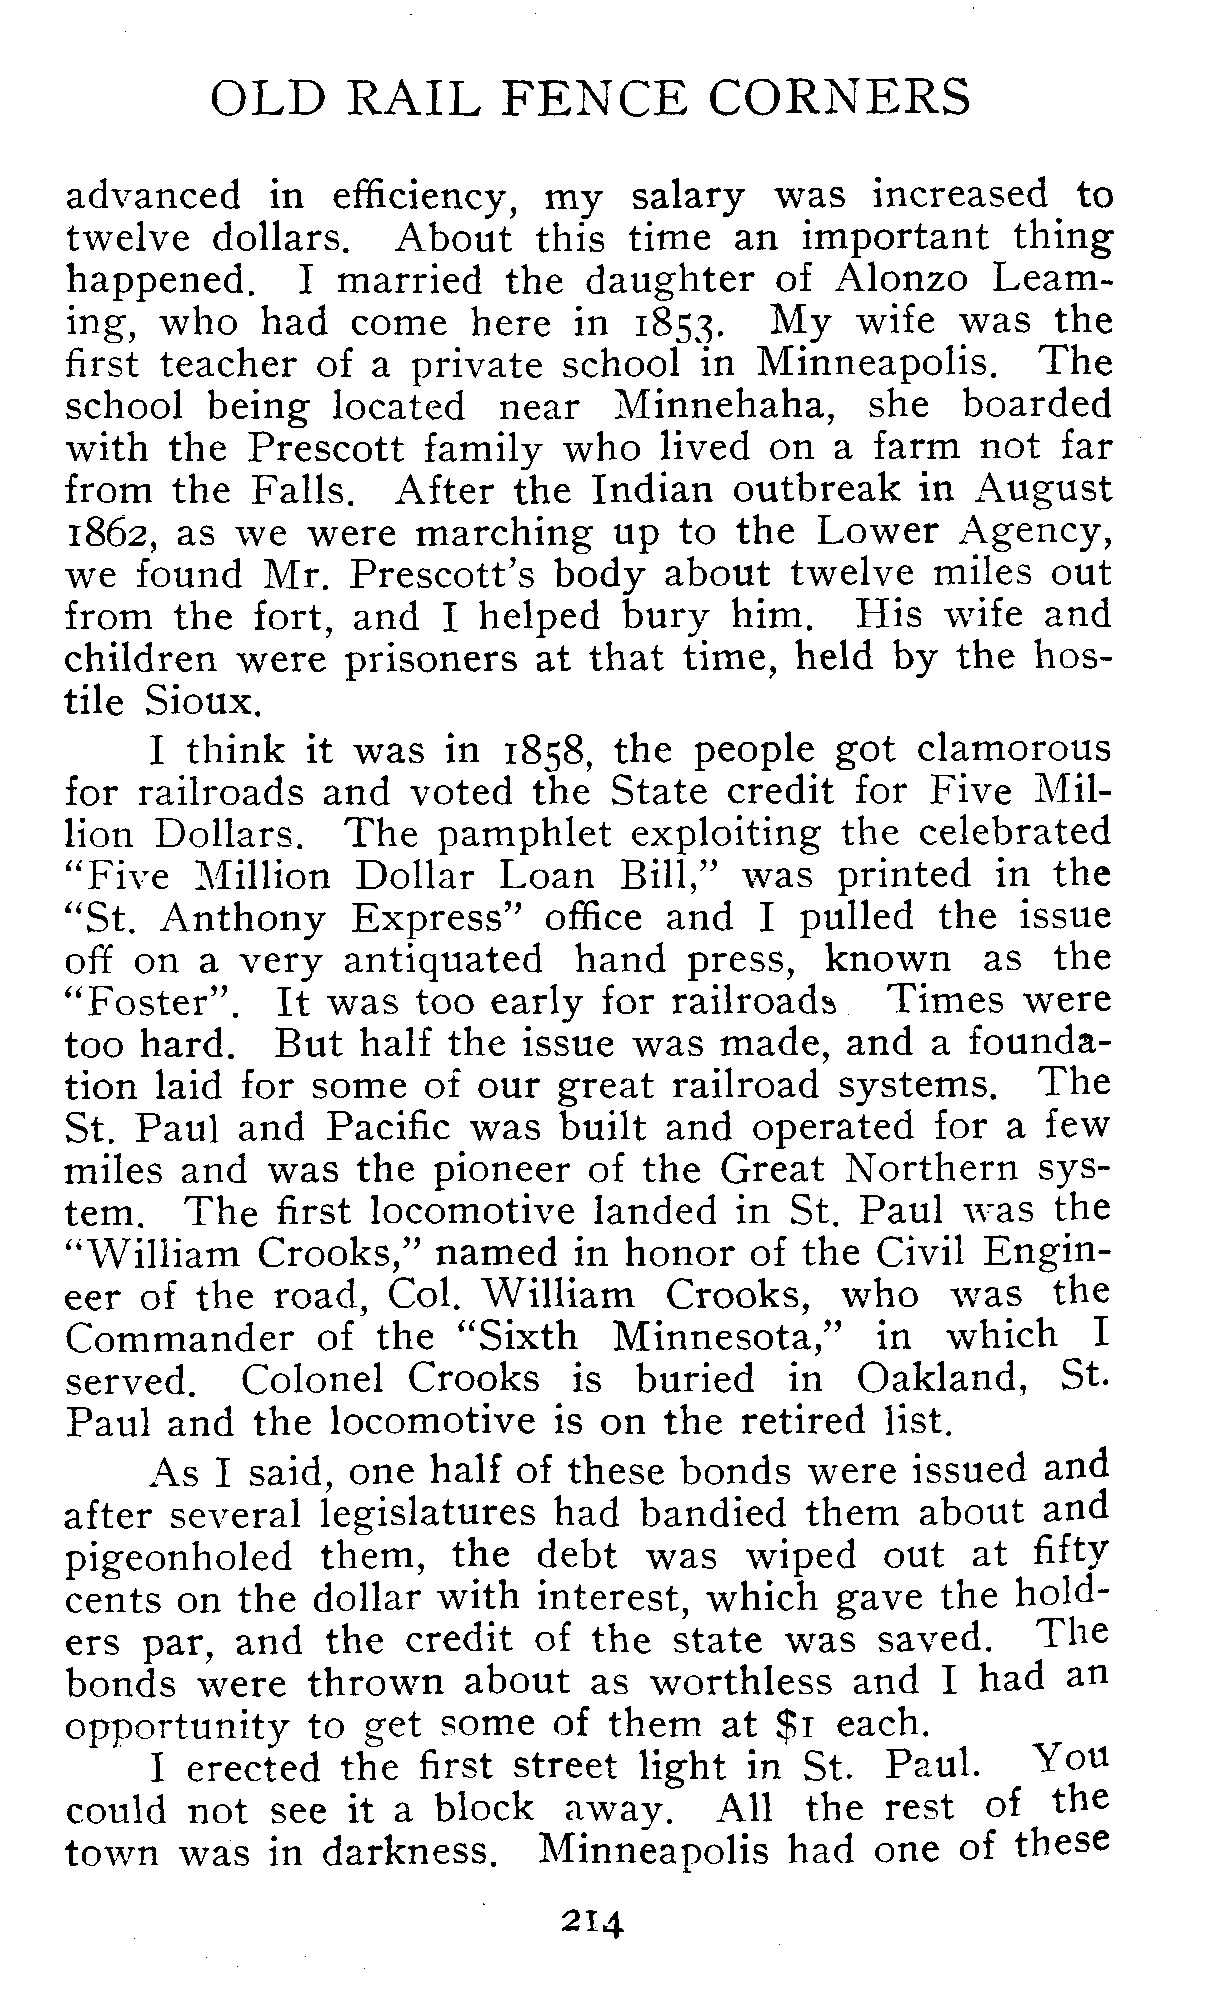 OLD RAIL FENCE CORNERS
advanced in efficiency, my salary was increased to
twelve dollars. About this time an important thing
happened. I married the daughter of Alonzo Leam-
ing, who had come here in 1853. My wife was the
first teacher of a private school in Minneapolis. The
school being located near Minnehaha, she boarded
with the Prescott family who lived on a farm not far
from the Falls. After the Indian outbreak in August
1862, as we were marching up to the Lower Agency,
we found Mr. Prescott's body about twelve miles out
from the fort, and I helped bury him. His wife and
children were prisoners at that time, held by the hos-
tile Sioux.
I think it was in 1858, the people got clamorous
for railroads and voted the State credit for Five Mil-
lion Dollars. The pamphlet exploiting the celebrated
"Five Million Dollar Loan Bill," was printed in the
"St. Anthony Express" office and I pulled the issue
off on a very antiquated hand press, known as the
"Foster". It was too early for railroads Times were
too hard. But half the issue was made, and a founda-
tion laid for some of our great railroad systems. The
St. Paul and Pacific was built and operated for a few
miles and was the pioneer of the Great Northern sys-
tem. The first locomotive landed in St. Paul was the
"William Crooks," named in honor of the Civil Engin-
eer of the road, Col. William Crooks, who was the
Commander of the "Sixth Minnesota," in which I
served. Colonel Crooks is buried in Oakland, St.
Paul and the locomotive is on the retired list.
As I said, one half of these bonds were issued and
after several legislatures had bandied them about and
pigeonholed them, the debt was wiped out at fifty
cents on the dollar with interest, which gave the hold-
ers par, and the credit of the state was saved. The
bonds were thrown about as worthless and I had an
opportunity to get some of them at $1 each.
I erected the first street light in St. Paul. You
could not see it a block away. All the rest of the
town was in darkness. Minneapolis had one of these
214